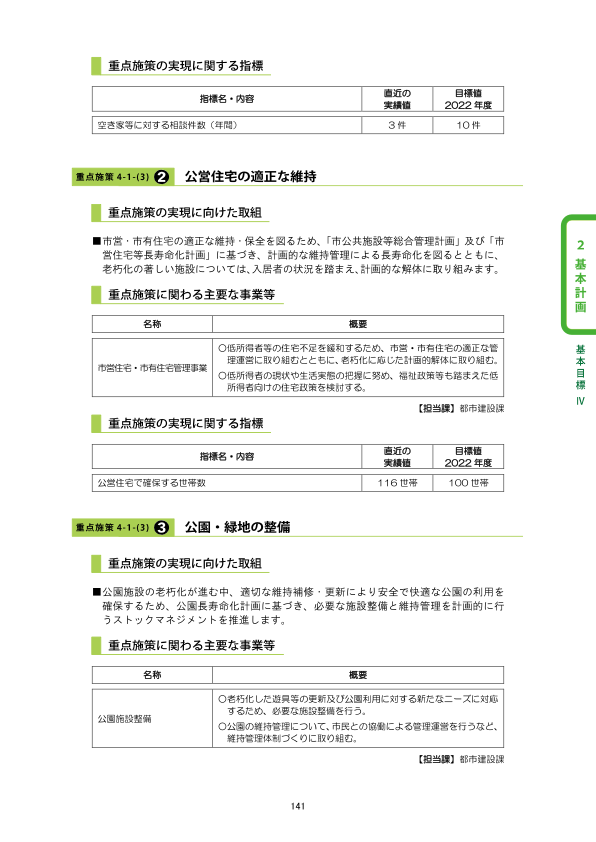 重点施策の実現に関する指標
指標名・内容
直近の
実績値
目標値
2022 年度
空き家等に対する相談件数（年間）
3 件
10 件
重点施策 4-1-(3) ❷ 公営住宅の適正な維持
重点施策の実現に向けた取組
■市営・市有住宅の適正な維持・保全を図るため、「市公共施設等総合管理計画」及び「市
営住宅等長寿命化計画」に基づき、計画的な維持管理による長寿命化を図るとともに、
老朽化の著しい施設については、入居者の状況を踏まえ、計画的な解体に取り組みます。
重点施策に関わる主要な事業等
名称
概要
市営住宅・市有住宅管理事業
○低所得者等の住宅不足を緩和するため、市営・市有住宅の適正な管
理運営に取り組むとともに、老朽化に応じた計画的解体に取り組む。
○低所得者の現状や生活実態の把握に努め、福祉政策等も踏まえた低
所得者向けの住宅政策を検討する。
【担当課】都市建設課
重点施策の実現に関する指標
指標名・内容
直近の
実績値
目標値
2022 年度
公営住宅で確保する世帯数
116 世帯
100 世帯
重点施策 4-1-(3) ❸ 公園・緑地の整備
重点施策の実現に向けた取組
■公園施設の老朽化が進む中、適切な維持補修・更新により安全で快適な公園の利用を
確保するため、公園長寿命化計画に基づき、必要な施設整備と維持管理を計画的に行
うストックマネジメントを推進します。
重点施策に関わる主要な事業等
名称
概要
公園施設整備
○老朽化した遊具等の更新及び公園利用に対する新たなニーズに対応
するため、必要な施設整備を行う。
○公園の維持管理について、市民との協働による管理運営を行うなど、
維持管理体制づくりに取り組む。
【担当課】都市建設課
2
基本計画
基本目標
Ⅳ
141